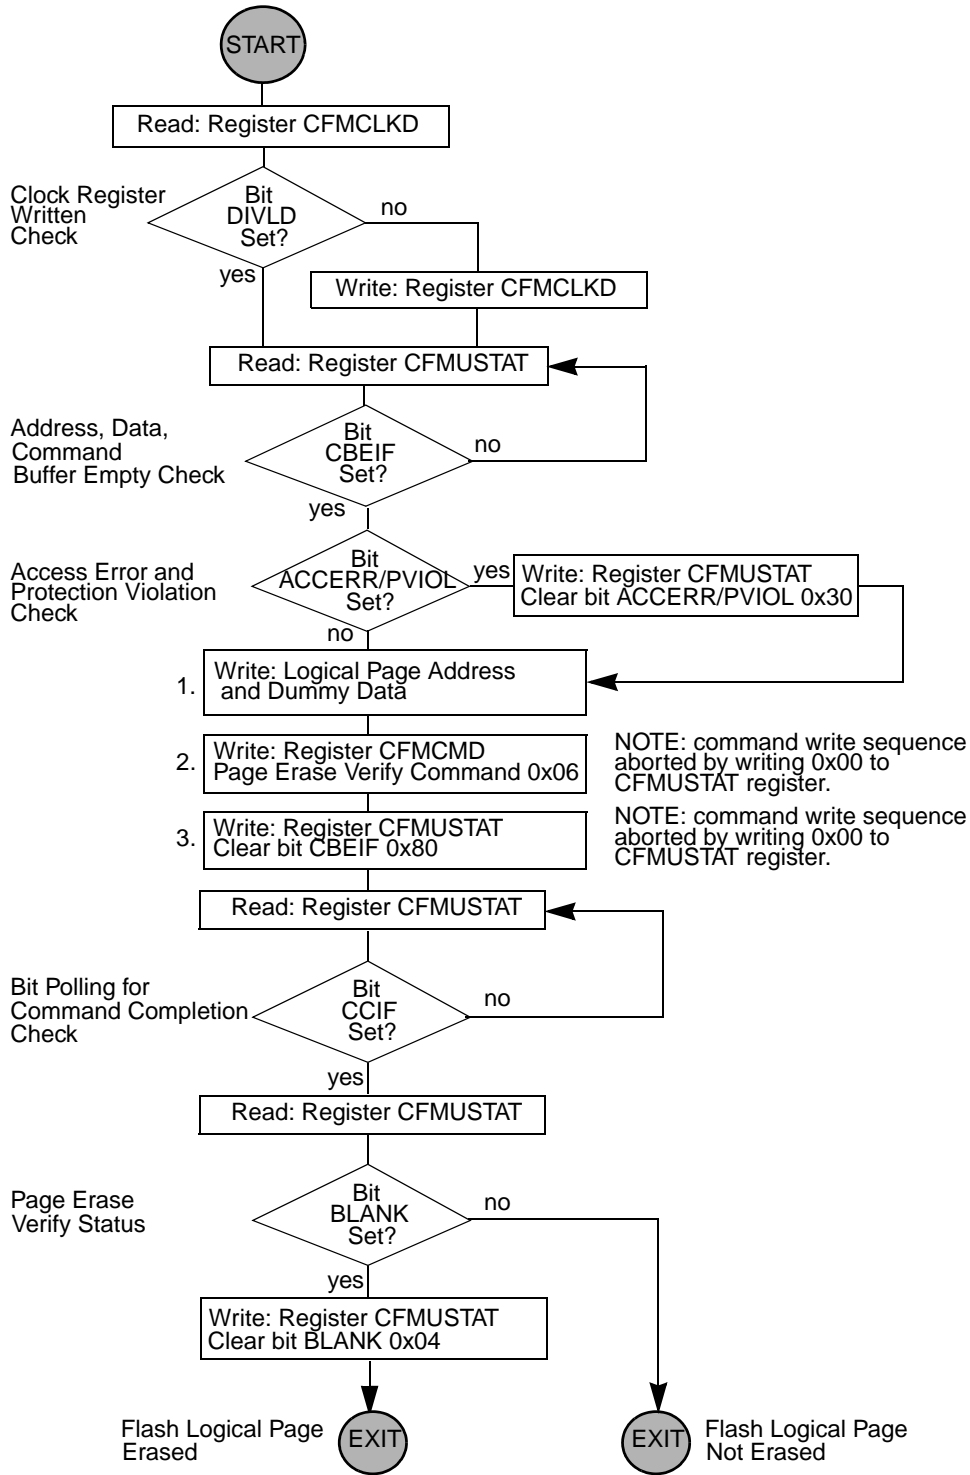 START
Read: Register CFMCLKD
Clock Register
Written
Check
Bit
DIVLD
Set?
no
yes
Write: Register CFMCLKD
Read: Register CFMUSTAT
Address, Data,
Command
Buffer Empty Check
Bit
CBEIF
Set?
no
yes
Access Error and
Protection Violation
Check
Bit
ACCERR/PVIOL
Set?
yes
Write: Register CFMUSTAT
Clear bit ACCERR/PVIOL 0x30
no
1.
Write: Logical Page Address
and Dummy Data
2.
Write: Register CFMCMD
Page Erase Verify Command 0x06
NOTE: command write sequence
aborted by writing 0x00 to
CFMUSTAT register.
3.
Write: Register CFMUSTAT
Clear bit CBEIF 0x80
NOTE: command write sequence
aborted by writing 0x00 to
CFMUSTAT register.
Read: Register CFMUSTAT
Bit Polling for
Command Completion
Check
Bit
CCIF
Set?
no
yes
Read: Register CFMUSTAT
Page Erase
Verify Status
Bit
BLANK
Set?
no
yes
Write: Register CFMUSTAT
Clear bit BLANK 0x04
Flash Logical Page
Erased
EXIT
EXIT
Flash Logical Page
Not Erased